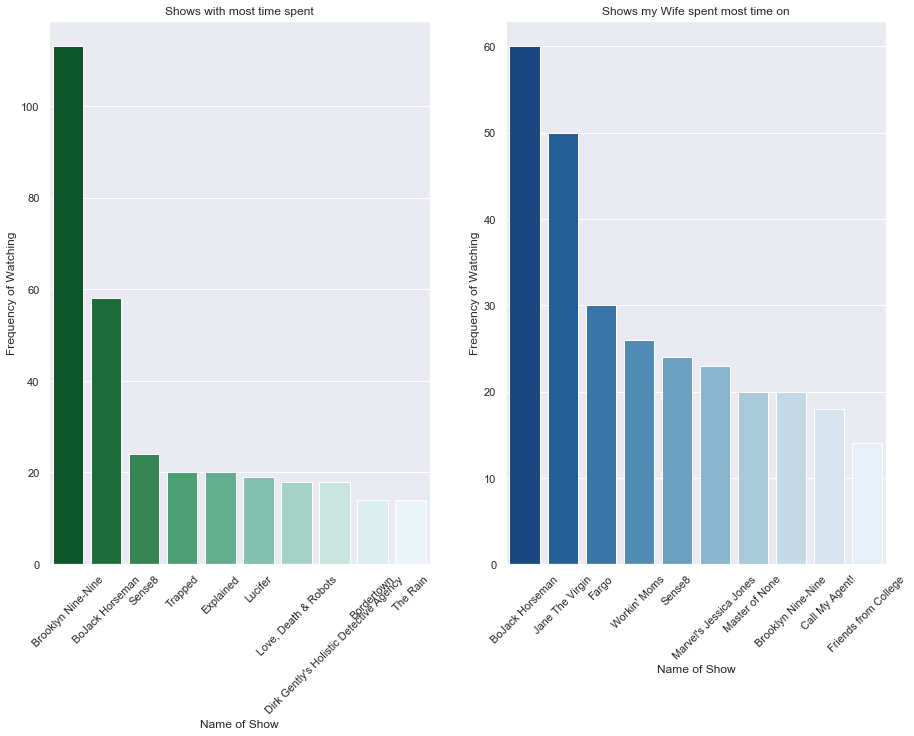 Shows with most time spent
Frequency of Watching
100
80
60
40
20
0
Brooklyn Nine-Nine
BoJack Horseman
Sense8
Trapped
Explained
Lucifer
Love, Death & Robots
Dirk Gently's Holistic Detective Agency
Bordertown
The Rain
Name of Show
Shows my Wife spent most time on
Frequency of Watching
60
50
40
30
20
10
0
BoJack Horseman
Jane The Virgin
Fargo
Workin' Moms
Sense8
Marvel's Jessica Jones
Master of None
Brooklyn Nine-Nine
Call My Agent!
Friends from College
Name of Show